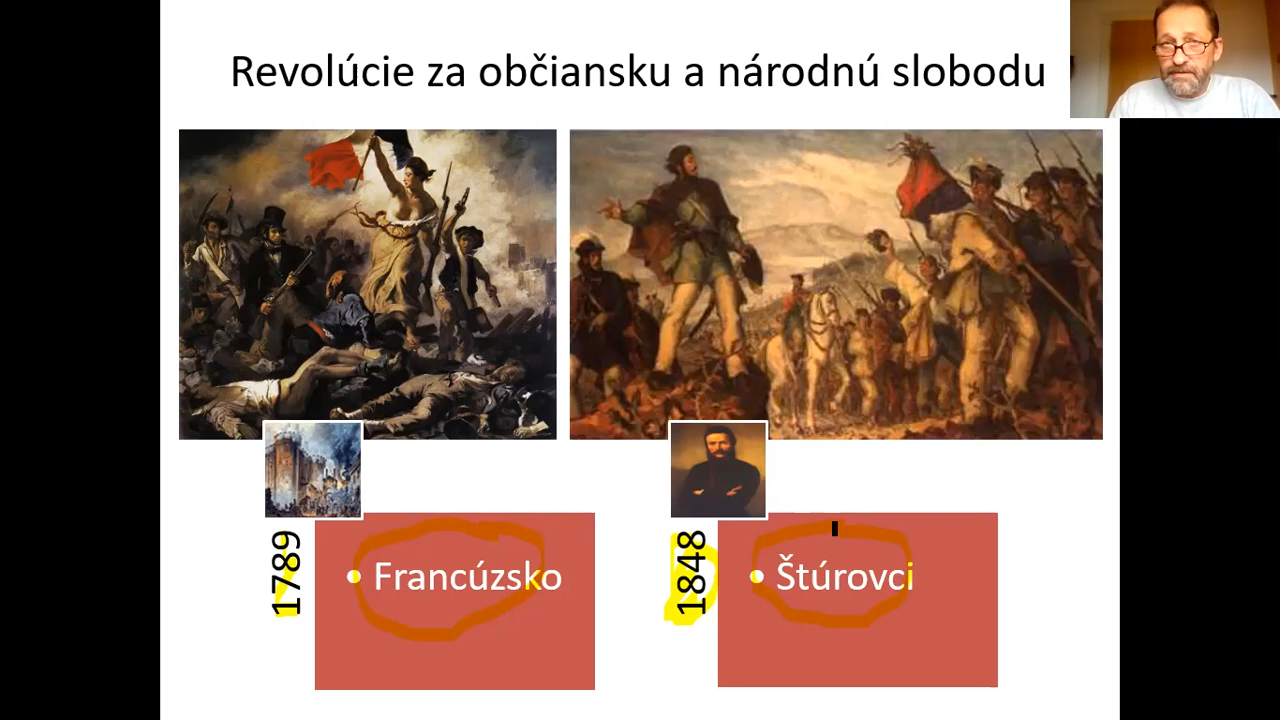 Revolúcie za občiansku a národnú slobodu
1789
• Francúzsko
1848
• Štúrovci